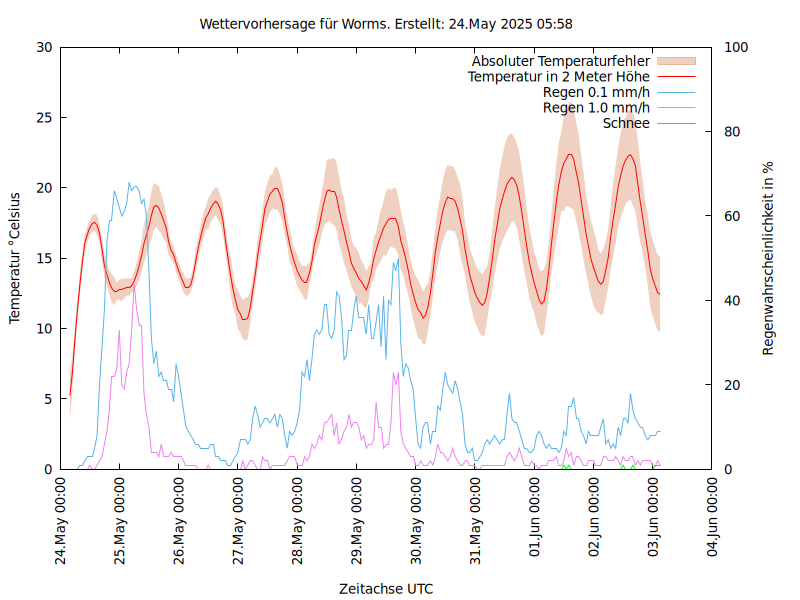 Wettervorhersage für Worms. Erstellt: 24.May 2025 05:58
Temperatur °Celsius
30
25
20
15
10
5
0
Absoluter Temperaturfehler
Temperatur in 2 Meter Höhe
Regen 0.1 mm/h
Regen 1.0 mm/h
Schnee
100
80
60
40
20
0
Regenwahrscheinlichkeit in %
24.May 00:00
25.May 00:00
26.May 00:00
27.May 00:00
28.May 00:00
29.May 00:00
30.May 00:00
31.May 00:00
01.Jun 00:00
02.Jun 00:00
03.Jun 00:00
04.Jun 00:00
Zeitachse UTC